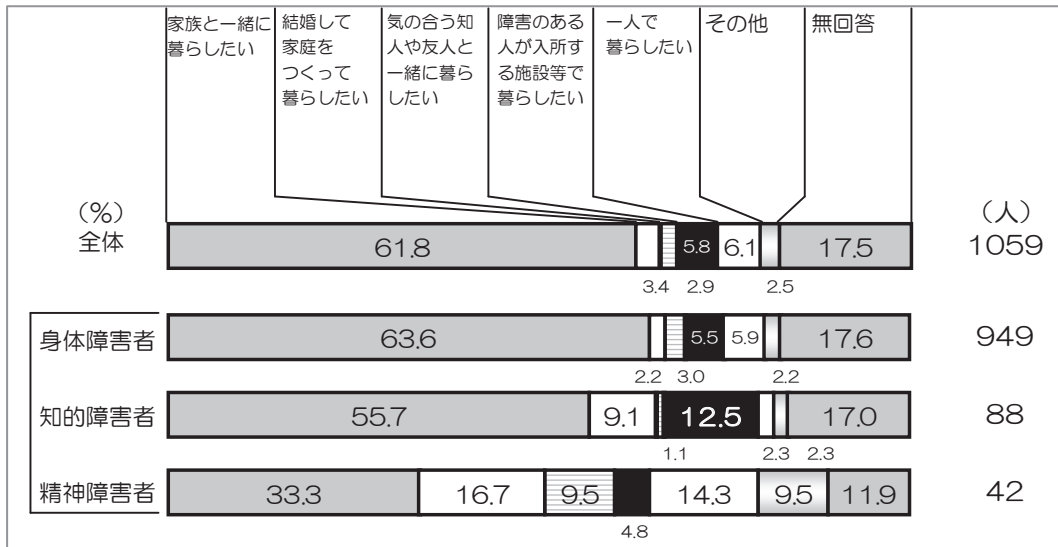 家族と一緒に
暮らしたい
結婚して
家庭を
つくって
暮らしたい
気の合う知
人や友人と
一緒に暮ら
したい
障害のある
人が入所す
る施設等で
暮らしたい
一人で
暮らしたい
その他
無回答
(%)
(人)
全体 61.8 5.8 6.1 17.5 1059
3.4 2.9 2.5
身体障害者 63.6 5.5 5.9 17.6 949
2.2 3.0 2.2
知的障害者 55.7 9.1 12.5 17.0 88
1.1 2.3 2.3
精神障害者 33.3 16.7 9.5 14.3 9.5 11.9 42
4.8